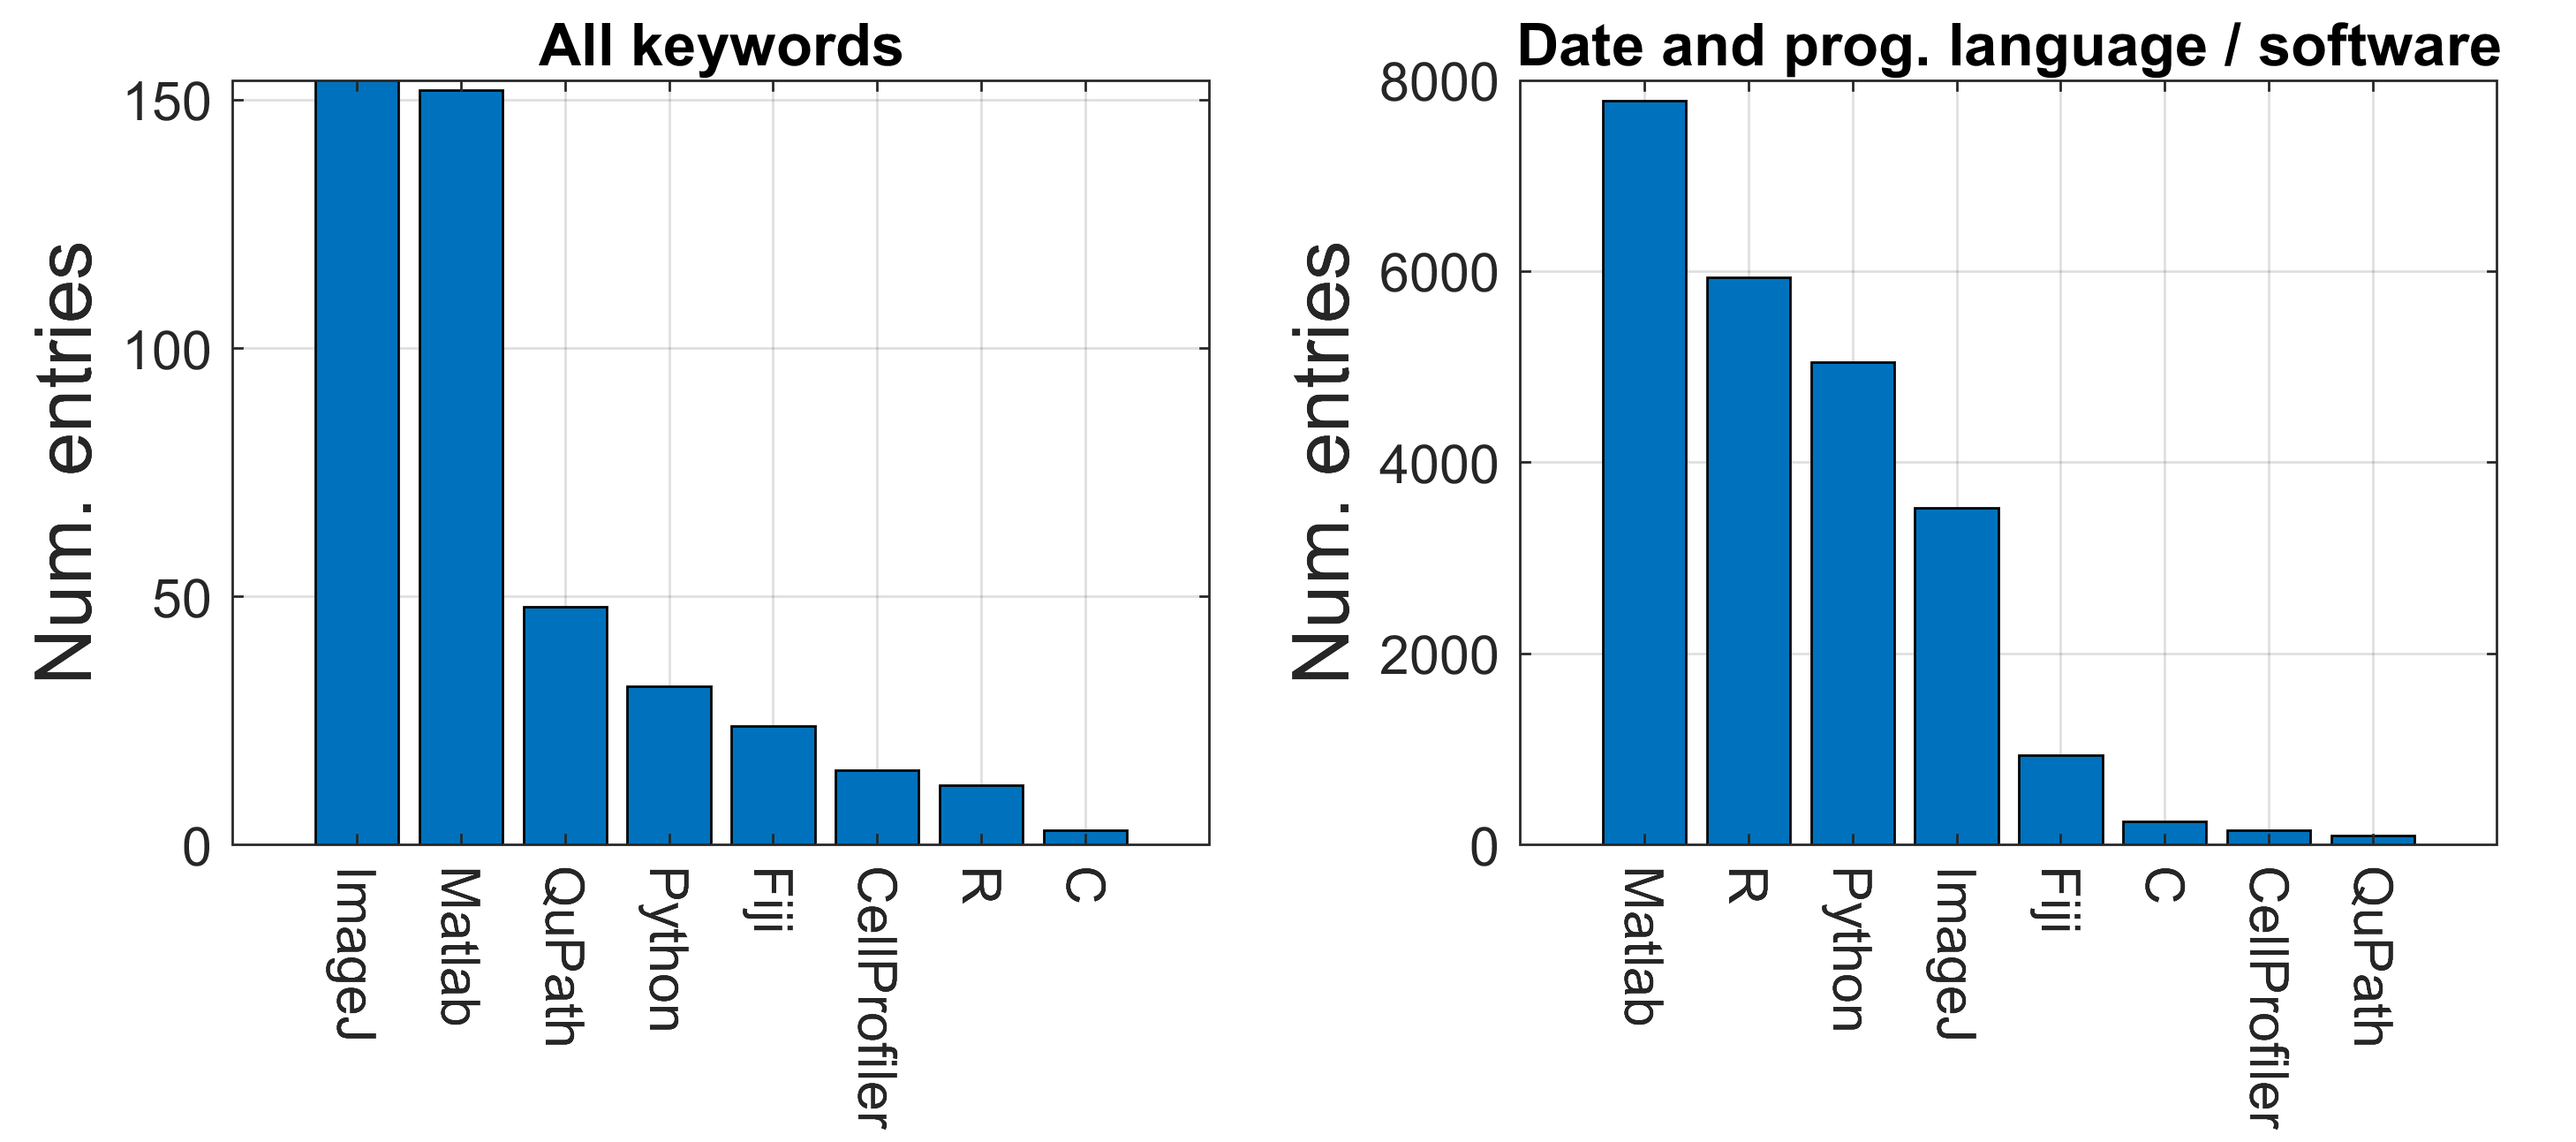 All keywords
Num. entries
150
100
50
0
ImageJ
Matlab
QuPath
Python
Fiji
CellProfiler
R
C
Date and prog. language / software
Num. entries
8000
6000
4000
2000
0
Matlab
R
Python
ImageJ
Fiji
C
CellProfiler
QuPath